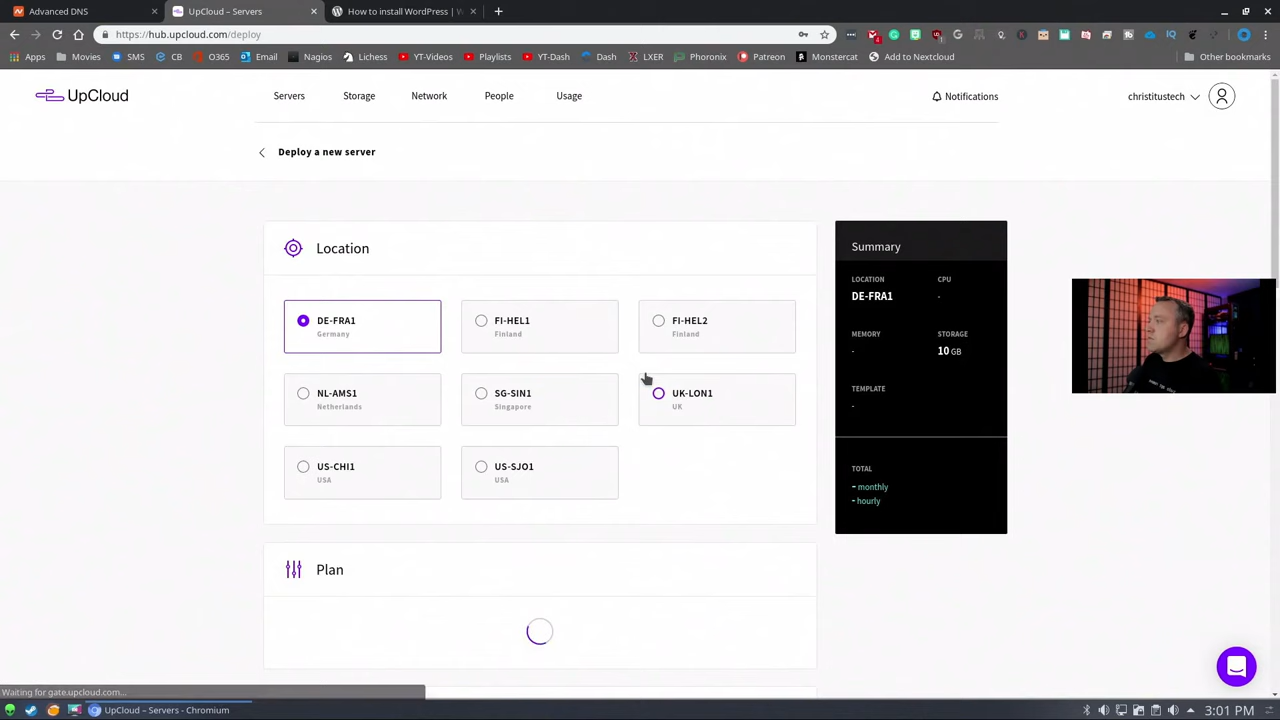 Advanced DNS
UpCloud – Servers
How to install WordPress | W
https://hub.upcloud.com/deploy
Apps
Movies
SMS
CB
O365
Email
Nagios
Lichess
YT-Videos
Playlists
YT-Dash
Dash
LXER
Phoronix
Patreon
Monstercat
Add to Nextcloud
Other bookmarks
UpCloud
Servers
Storage
Network
People
Usage
Notifications
christitustech
Deploy a new server
Location
DE-FRA1
Germany
FI-HEL1
Finland
FI-HEL2
Finland
NL-AMS1
Netherlands
SG-SIN1
Singapore
UK-LON1
UK
US-CHI1
USA
US-SJO1
USA
Plan
Summary
LOCATION
DE-FRA1
CPU
-
MEMORY
-
STORAGE
10 GB
TEMPLATE
-
TOTAL
- monthly
- hourly
Waiting for gate.upcloud.com...
UpCloud – Servers - Chromium
3:01 PM